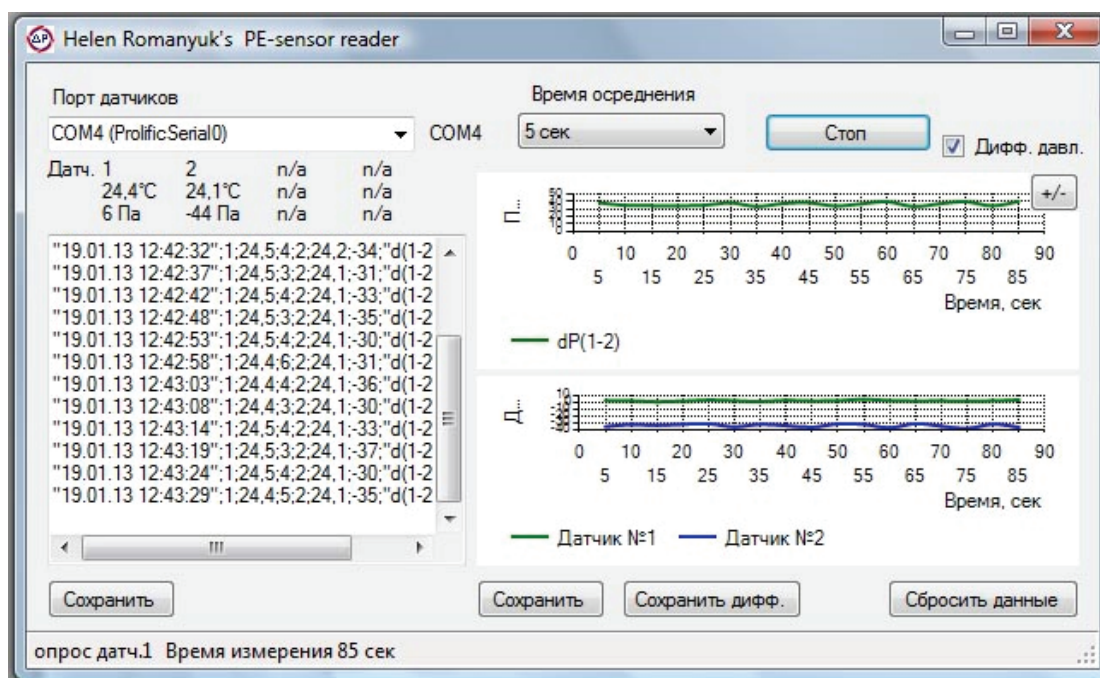 ΔP Helen Romanyuk's PE-sensor reader
Порт датчиков
Время осреднения
COM4 (ProlificSerial0) COM4
5 сек
Стоп
Дифф. давл.
Датч. 1 2 n/a n/a
24,4°C 24,1°C n/a n/a
6 Па -44 Па n/a n/a
"19.01.13 12:42:32";1;24,5;4;2;24,2;-34;"d(1-2
"19.01.13 12:42:37";1;24,5;3;2;24,1;-31;"d(1-2
"19.01.13 12:42:42";1;24,5;4;2;24,1;-33;"d(1-2
"19.01.13 12:42:48";1;24,5;3;2;24,1;-35;"d(1-2
"19.01.13 12:42:53";1;24,5;4;2;24,1;-30;"d(1-2
"19.01.13 12:42:58";1;24,4;6;2;24,1;-31;"d(1-2
"19.01.13 12:43:03";1;24,4;4;2;24,1;-36;"d(1-2
"19.01.13 12:43:08";1;24,4;3;2;24,1;-30;"d(1-2
"19.01.13 12:43:14";1;24,5;4;2;24,1;-33;"d(1-2
"19.01.13 12:43:19";1;24,5;3;2;24,1;-37;"d(1-2
"19.01.13 12:43:24";1;24,5;4;2;24,1;-30;"d(1-2
"19.01.13 12:43:29";1;24,4;5;2;24,1;-35;"d(1-2
Сохранить
+/-
П...
50
0 10 20 30 40 50 60 70 80 90
5 15 25 35 45 55 65 75 85
Время, сек
dP(1-2)
Д...
10
0 10 20 30 40 50 60 70 80 90
5 15 25 35 45 55 65 75 85
Время, сек
Датчик №1 Датчик №2
Сохранить Сохранить дифф. Сбросить данные
опрос датч.1 Время измерения 85 сек